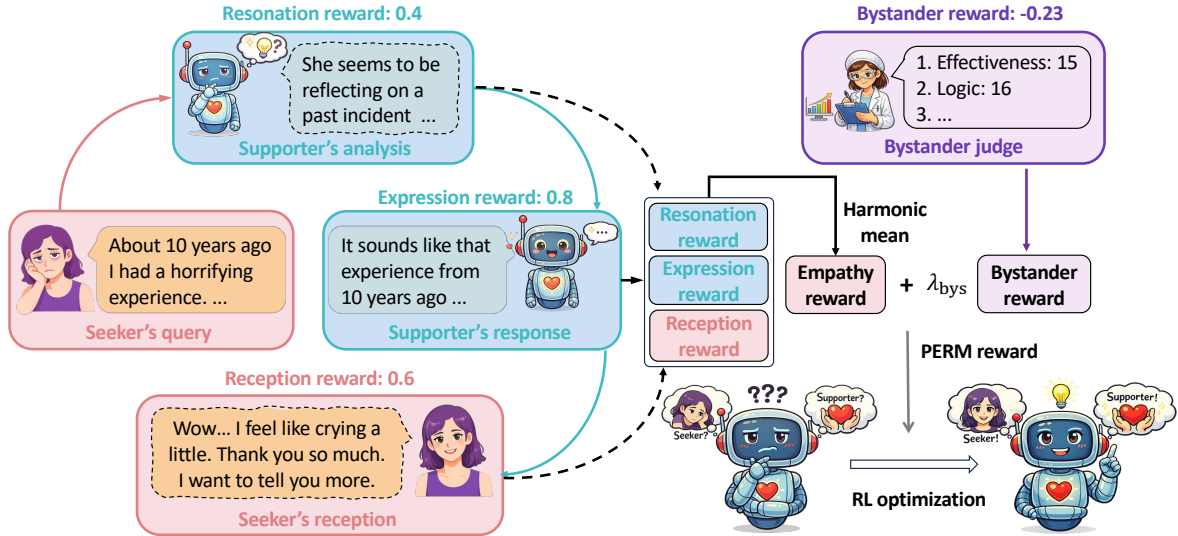 Resonation reward: 0.4
She seems to be
reflecting on a
past incident ...
Supporter's analysis
Bystander reward: -0.23
1. Effectiveness: 15
2. Logic: 16
3. ...
Bystander judge
About 10 years ago
I had a horrifying
experience. ...
Seeker's query
Expression reward: 0.8
It sounds like that
experience from
10 years ago ...
...
Supporter's response
Reception reward: 0.6
Wow... I feel like crying a
little. Thank you so much.
I want to tell you more.
Seeker's reception
Resonation
reward
Expression
reward
Reception
reward
Harmonic
mean
Empathy
reward
+ λbys
Bystander
reward
PERM reward
?
???
Seeker?
Supporter?
Seeker!
Supporter!
RL optimization